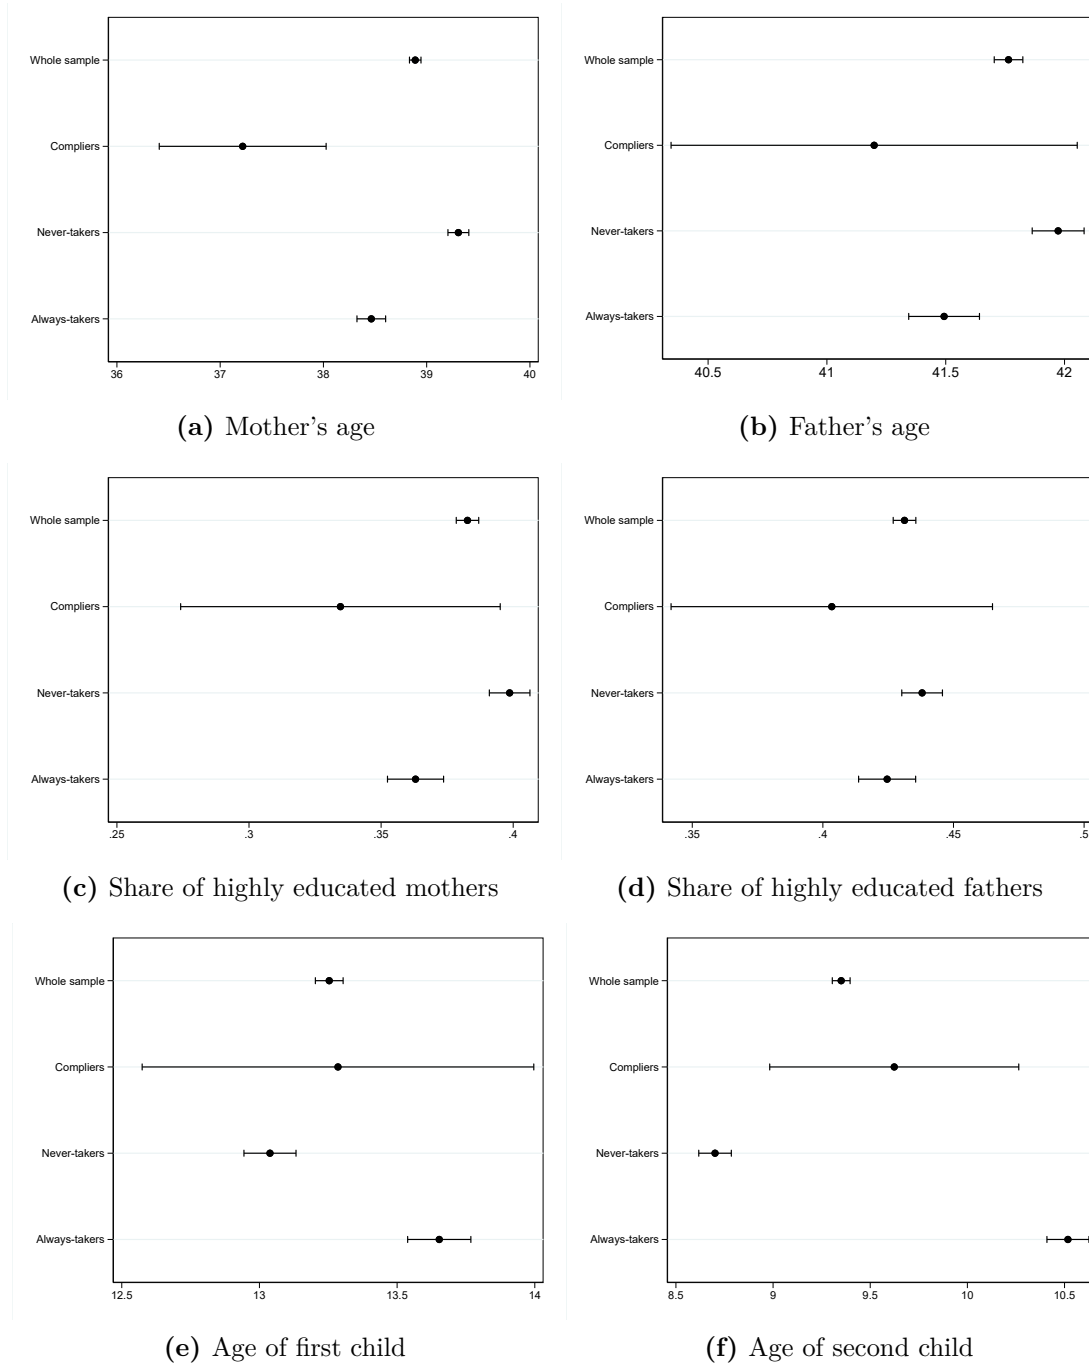 Whole sample
Compliers
Never-takers
Always-takers
36 37 38 39 40
(a) Mother's age
Whole sample
Compliers
Never-takers
Always-takers
40.5 41 41.5 42
(b) Father's age
Whole sample
Compliers
Never-takers
Always-takers
.25 .3 .35 .4
(c) Share of highly educated mothers
Whole sample
Compliers
Never-takers
Always-takers
.35 .4 .45 .5
(d) Share of highly educated fathers
Whole sample
Compliers
Never-takers
Always-takers
12.5 13 13.5 14
(e) Age of first child
Whole sample
Compliers
Never-takers
Always-takers
8.5 9 9.5 10 10.5
(f) Age of second child